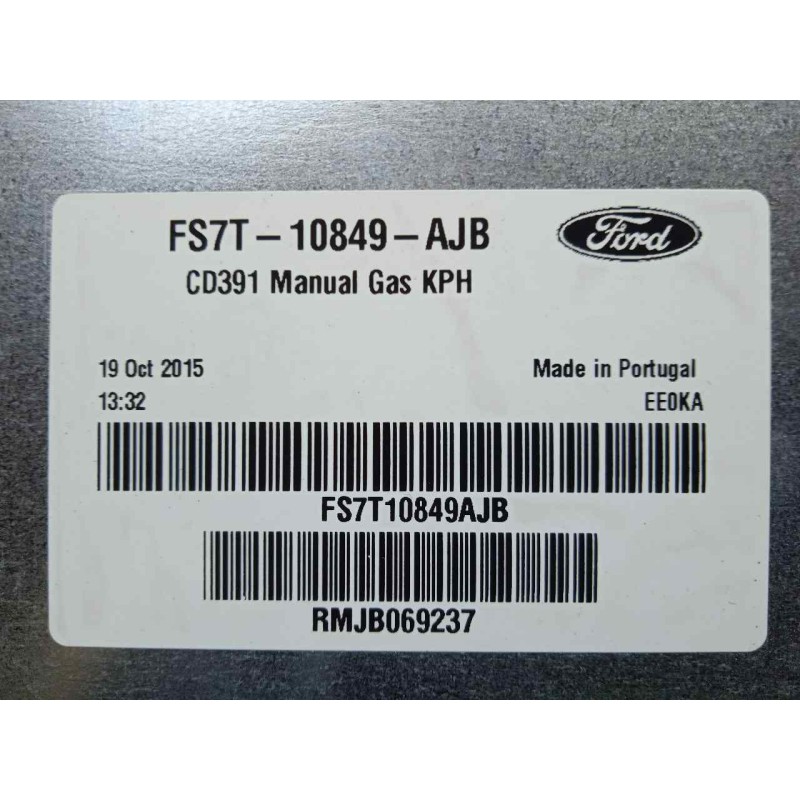 FS7T-10849-AJB
Ford
CD391 Manual Gas KPH
19 Oct 2015
Made in Portugal
13:32
EE0KA
FS7T10849AJB
RMJB069237